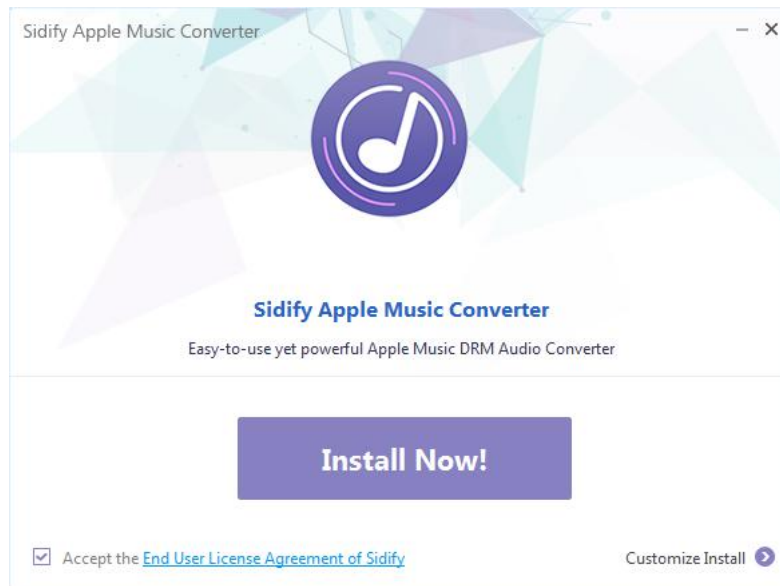 Sidify Apple Music Converter
Sidify Apple Music Converter
Easy-to-use yet powerful Apple Music DRM Audio Converter
Install Now!
Accept the End User License Agreement of Sidify
Customize Install